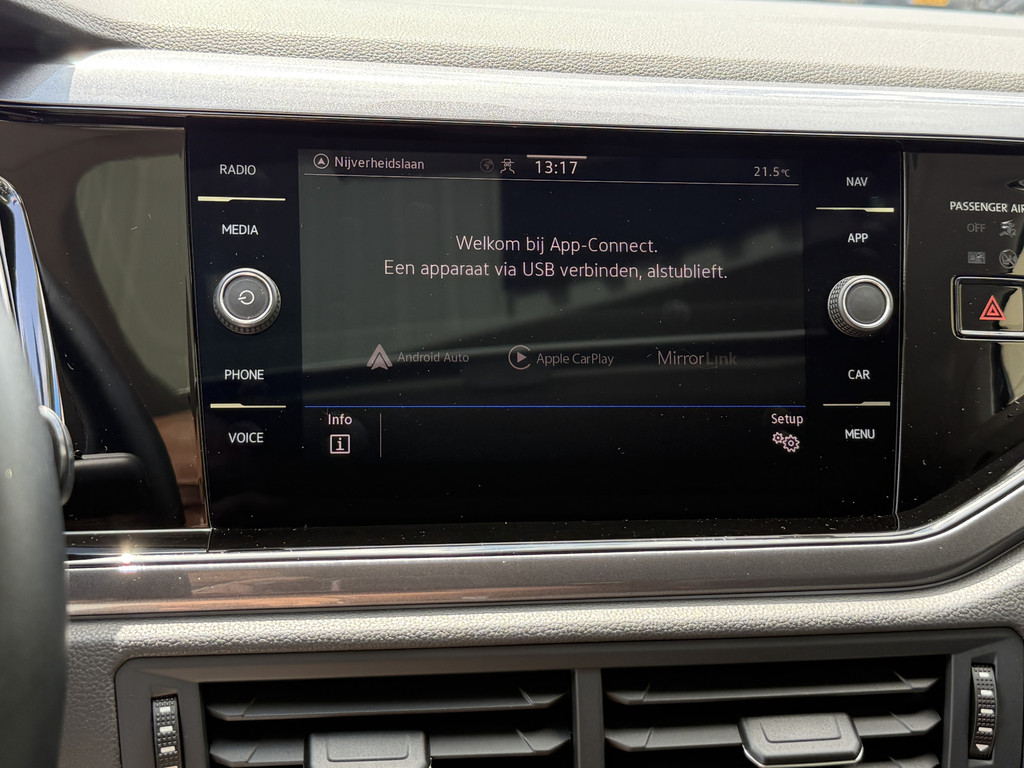 RADIO
MEDIA
PHONE
VOICE
Nijverheidslaan
13:17
21.5°C
Welkom bij App-Connect.
Een apparaat via USB verbinden, alstublieft.
Android Auto
Apple CarPlay
MirrorLink
Info
Setup
NAV
APP
CAR
MENU
PASSENGER AIR
OFF